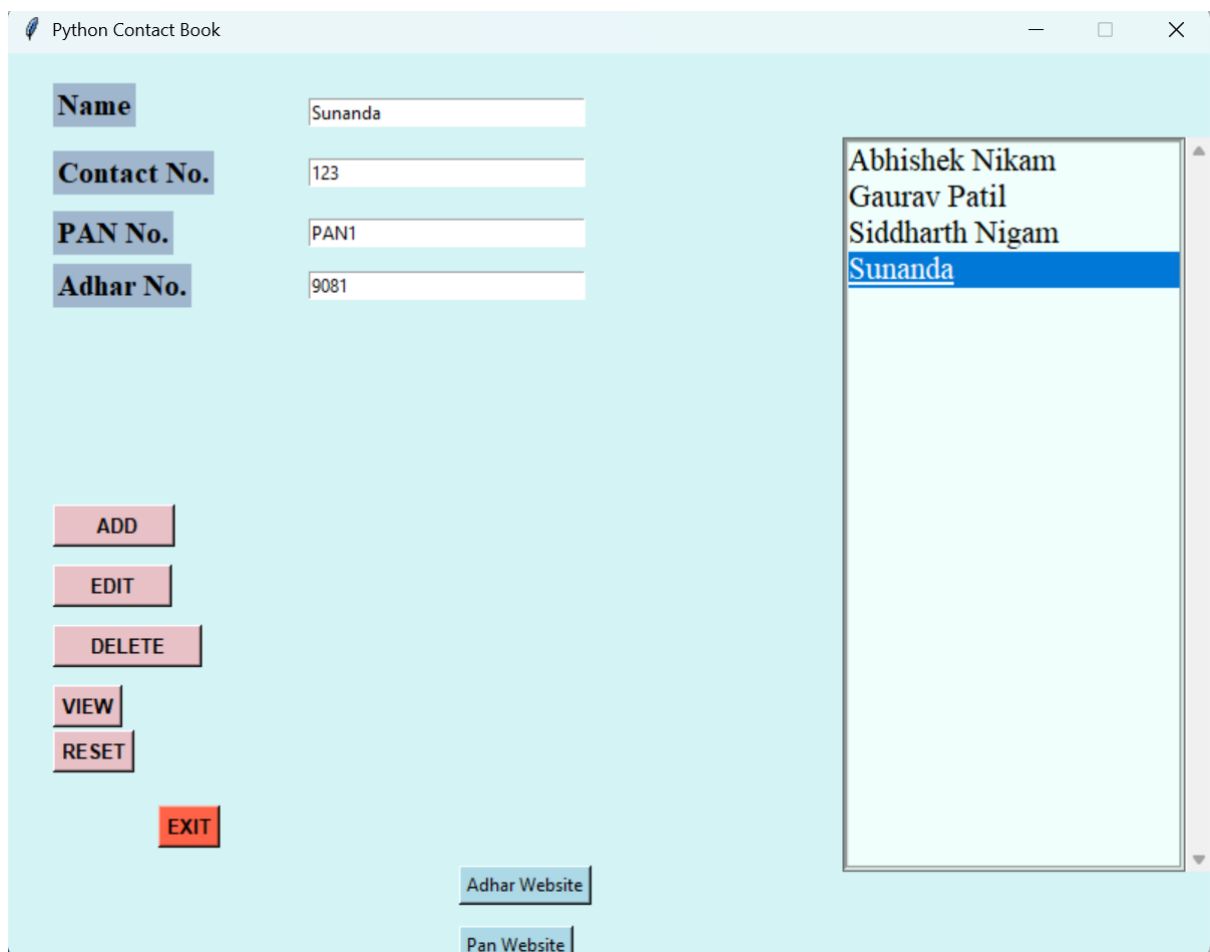 Python Contact Book
Name
Sunanda
Contact No.
123
PAN No.
PAN1
Adhar No.
9081
Abhishek Nikam
Gaurav Patil
Siddharth Nigam
Sunanda
ADD
EDIT
DELETE
VIEW
RESET
EXIT
Adhar Website
Pan Website